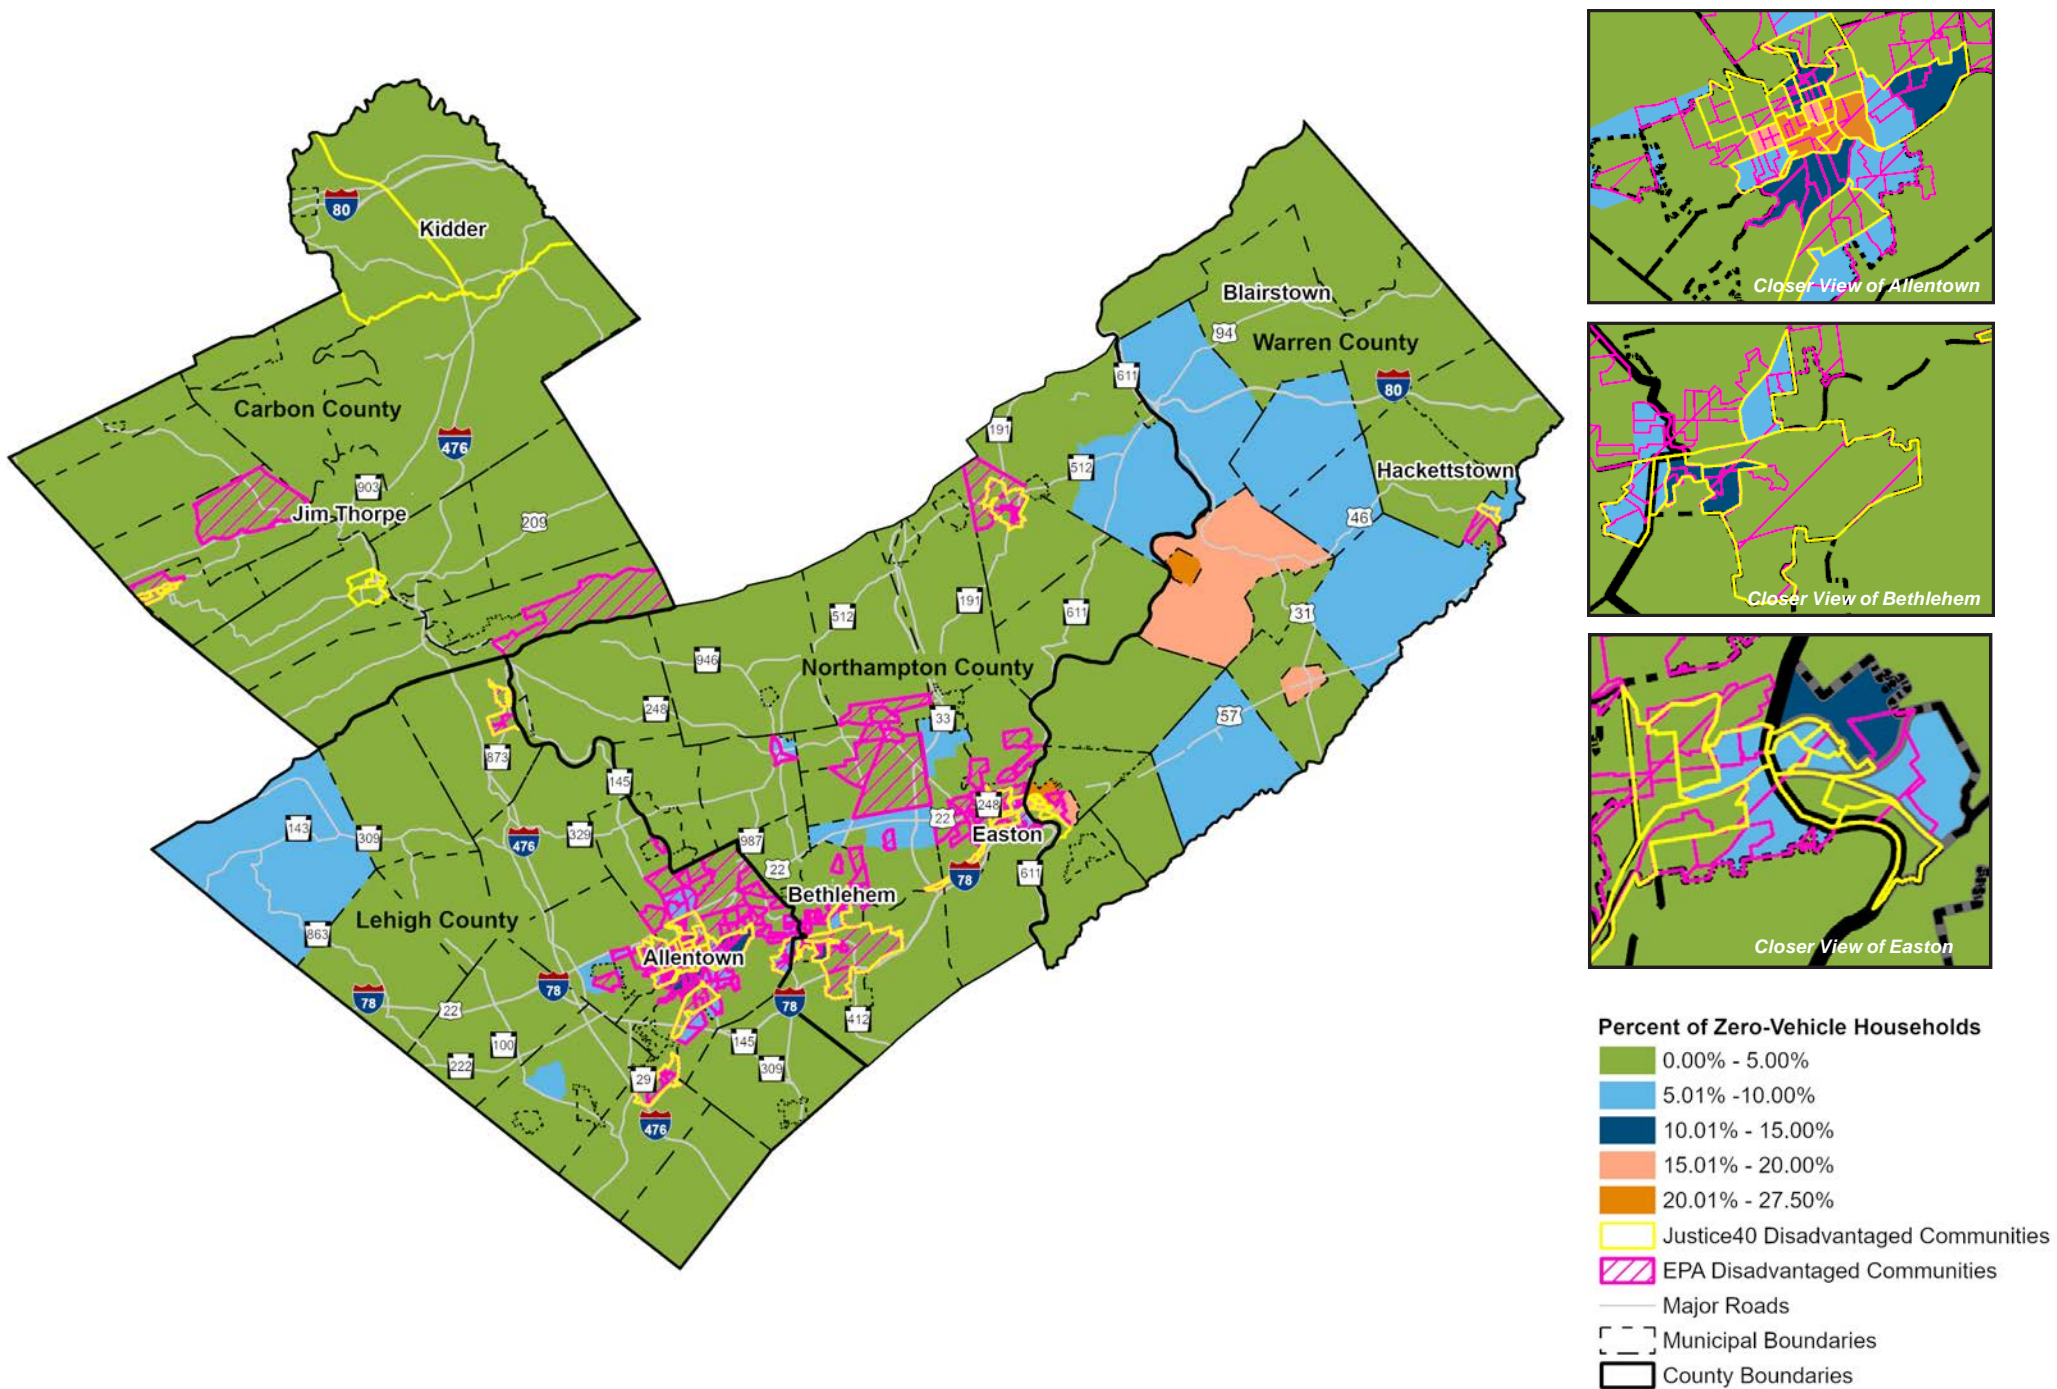 80
Kidder
Blairstown
94
Warren County
611
80
Carbon County
191
476
512
Hackettstown
903
Jim Thorpe
209
46
512
191
611
31
946
Northampton County
248
33
57
873
145
143
309
476
329
987
22
248
22
Easton
78
611
Bethlehem
Lehigh County
863
Allentown
78
78
78
22
412
100
145
222
309
29
476
Closer View of Allentown
Closer View of Bethlehem
Closer View of Easton
Percent of Zero-Vehicle Households
0.00% - 5.00%
5.01% -10.00%
10.01% - 15.00%
15.01% - 20.00%
20.01% - 27.50%
Justice40 Disadvantaged Communities
EPA Disadvantaged Communities
Major Roads
Municipal Boundaries
County Boundaries